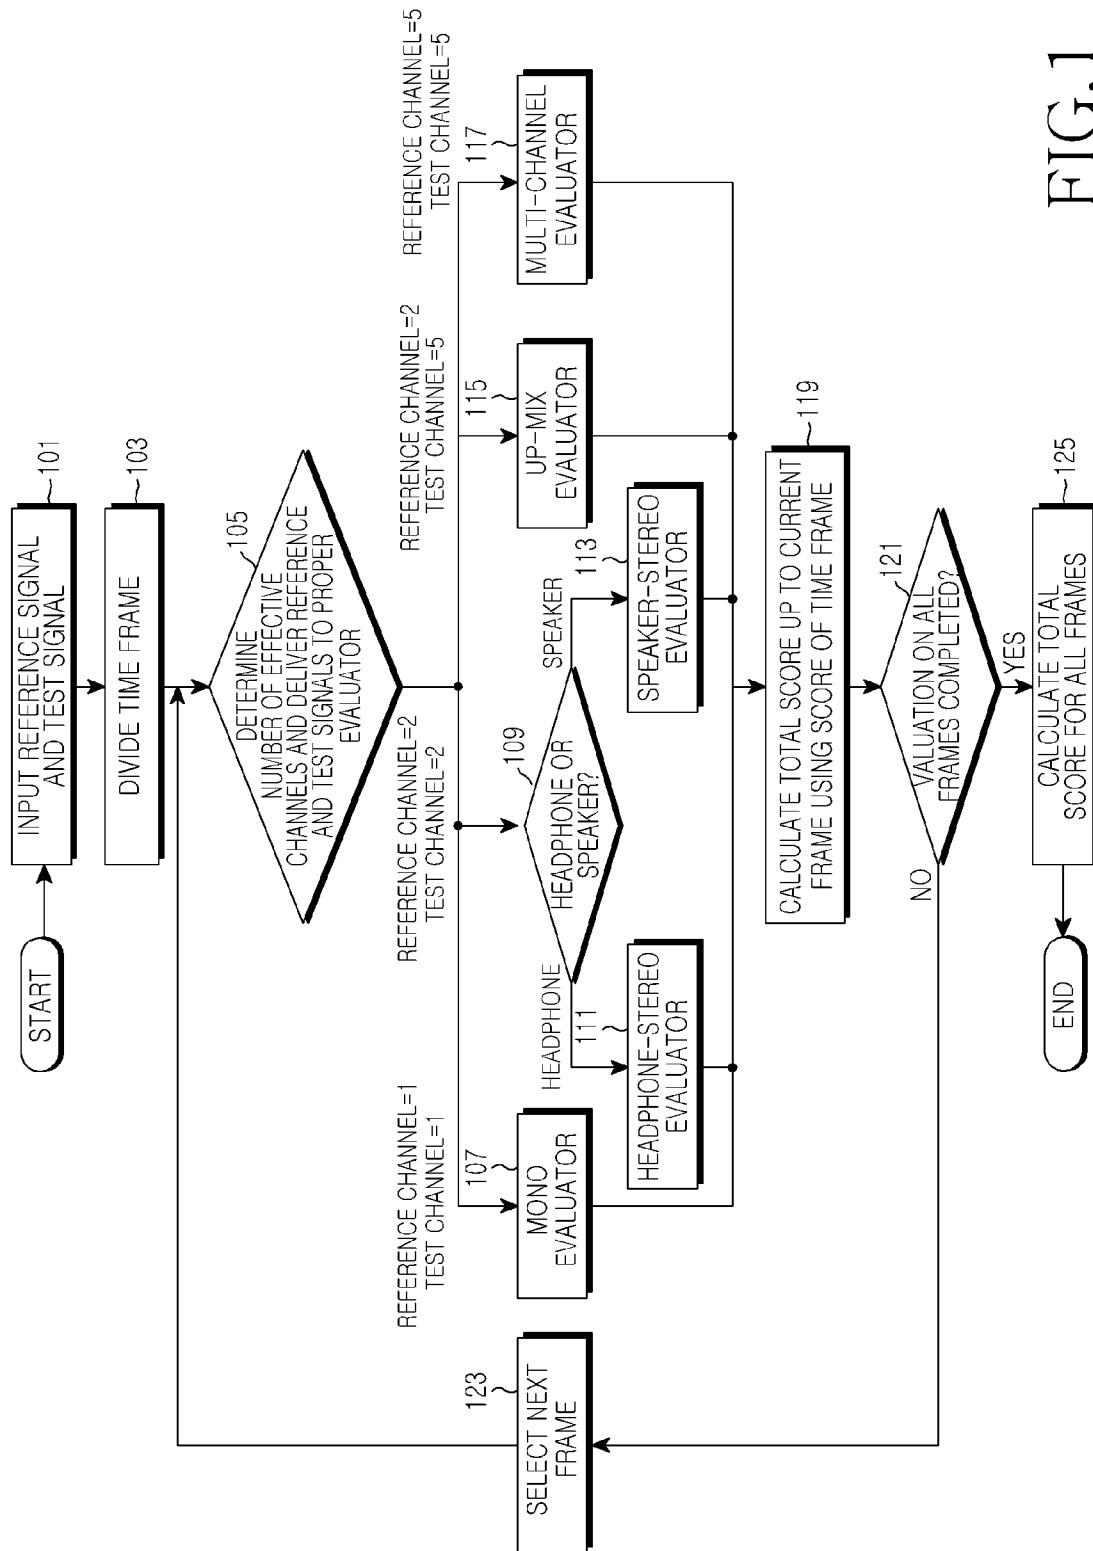 START
INPUT REFERENCE SIGNAL
AND TEST SIGNAL
101
DIVIDE TIME FRAME
103
105
DETERMINE
NUMBER OF EFFECTIVE
CHANNELS AND DELIVER REFERENCE
AND TEST SIGNALS TO PROPER
EVALUATOR
REFERENCE CHANNEL=1
TEST CHANNEL=1
REFERENCE CHANNEL=2
TEST CHANNEL=2
REFERENCE CHANNEL=2
TEST CHANNEL=5
REFERENCE CHANNEL=5
TEST CHANNEL=5
123
SELECT NEXT
FRAME
107
MONO
EVALUATOR
109
HEADPHONE OR
SPEAKER?
HEADPHONE
SPEAKER
111
HEADPHONE-STEREO
EVALUATOR
113
SPEAKER-STEREO
EVALUATOR
115
UP-MIX
EVALUATOR
117
MULTI-CHANNEL
EVALUATOR
CALCULATE TOTAL SCORE UP TO CURRENT
FRAME USING SCORE OF TIME FRAME
119
121
VALUATION ON ALL
FRAMES COMPLETED?
NO
YES
CALCULATE TOTAL
SCORE FOR ALL FRAMES
125
END
FIG.1